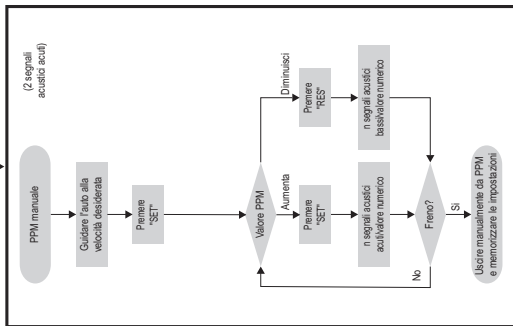 PPM manuale
(2 segnali
acustici acuti)
Guidare l'auto alla
velocità desiderata
Premere
"SET"
Valore PPM
Aumenta
Diminuisci
Premere
"SET"
Premere
"RES"
n segnali acustici
acuti/valore numerico
n segnali acustici
bassi/valore numerico
Freno?
No
Si
Uscire manualmente da PPM
e memorizzare le impostazioni